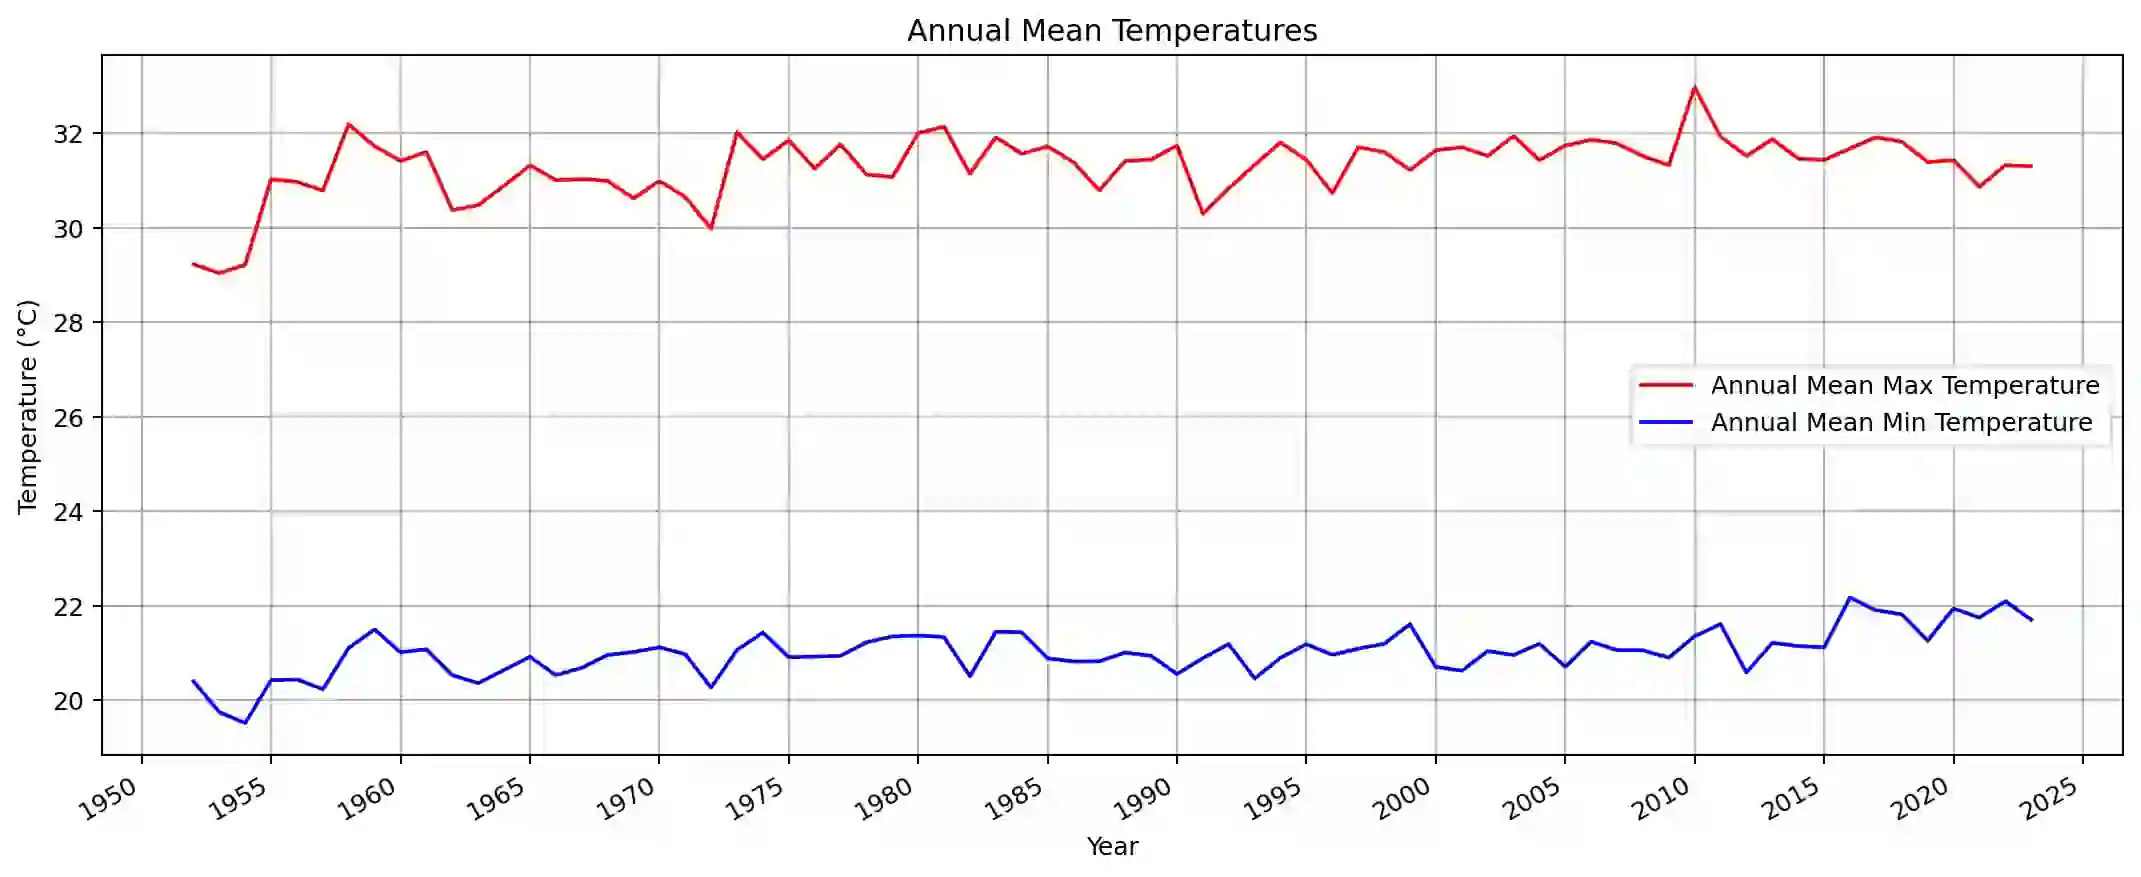 Annual Mean Temperatures
Temperature (°C)
32
30
28
26
24
22
20
Annual Mean Max Temperature
Annual Mean Min Temperature
1950 1955 1960 1965 1970 1975 1980 1985 1990 1995 2000 2005 2010 2015 2020 2025
Year